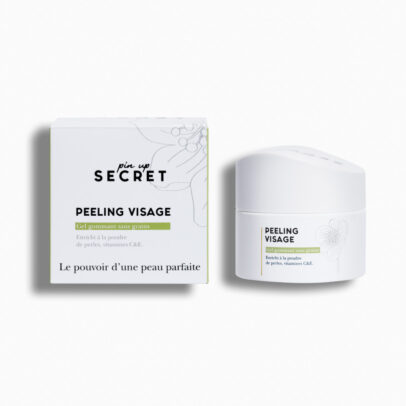 pin up
SECRET
PEELING VISAGE
Gel gommant sans grains
Enrichi à la poudre
de perles, vitamines C&E.
Le pouvoir d'une peau parfaite
PEELING
VISAGE
Gel gommant sans grains
Enrichi à la poudre
de perles, vitamines C&E.